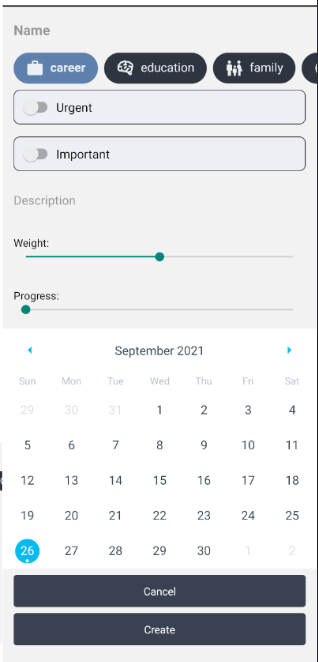 Name
career education family
Urgent
Important
Description
Weight:
Progress:
September 2021
Sun Mon Tue Wed Thu Fri Sat
29 30 31 1 2 3 4
5 6 7 8 9 10 11
12 13 14 15 16 17 18
19 20 21 22 23 24 25
26 27 28 29 30 1 2
Cancel
Create